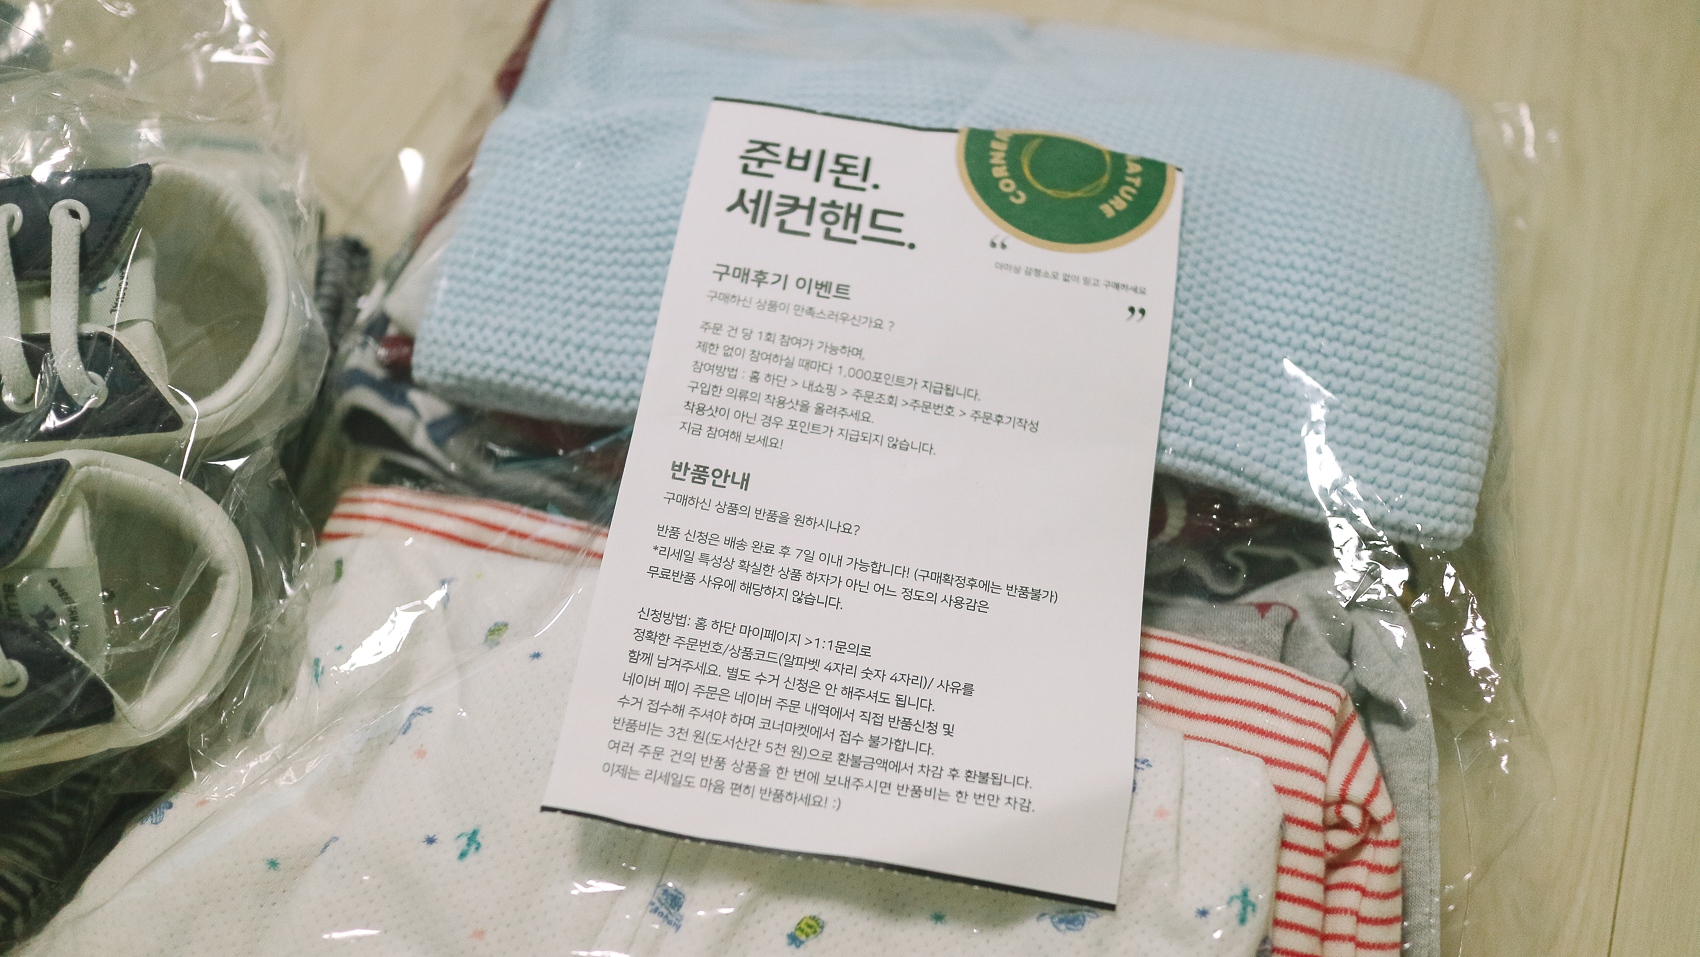 준비된.
세컨핸드.
CORNER
NATURE
“
더이상 감정소모 없이 믿고 구매하세요
”
구매후기 이벤트
구매하신 상품이 만족스러우신가요 ?
주문 건 당 1회 참여가 가능하며,
제한 없이 참여하실 때마다 1,000포인트가 지급됩니다.
참여방법 : 홈 하단 > 내쇼핑 > 주문조회 >주문번호 > 주문후기작성
구입한 의류의 착용샷을 올려주세요.
착용샷이 아닌 경우 포인트가 지급되지 않습니다.
지금 참여해 보세요!
반품안내
구매하신 상품의 반품을 원하시나요?
반품 신청은 배송 완료 후 7일 이내 가능합니다! (구매확정후에는 반품불가)
*리세일 특성상 확실한 상품 하자가 아닌 어느 정도의 사용감은
무료반품 사유에 해당하지 않습니다.
신청방법: 홈 하단 마이페이지 >1:1문의로
정확한 주문번호/상품코드(알파벳 4자리 숫자 4자리)/ 사유를
함께 남겨주세요. 별도 수거 신청은 안 해주셔도 됩니다.
네이버 페이 주문은 네이버 주문 내역에서 직접 반품신청 및
수거 접수해 주셔야 하며 코너마켓에서 접수 불가합니다.
반품비는 3천 원(도서산간 5천 원)으로 환불금액에서 차감 후 환불됩니다.
여러 주문 건의 반품 상품을 한 번에 보내주시면 반품비는 한 번만 차감.
이제는 리세일도 마음 편히 반품하세요! :)